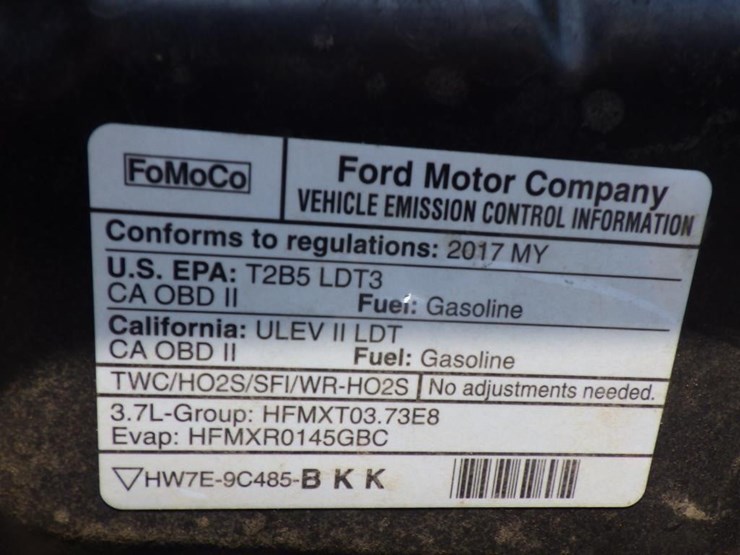 FoMoCo
Ford Motor Company
VEHICLE EMISSION CONTROL INFORMATION
Conforms to regulations: 2017 MY
U.S. EPA: T2B5 LDT3
CA OBD II Fuel: Gasoline
California: ULEV II LDT
CA OBD II Fuel: Gasoline
TWC/HO2S/SFI/WR-HO2S No adjustments needed.
3.7L-Group: HFMXT03.73E8
Evap: HFMXR0145GBC
▽HW7E-9C485-B K K